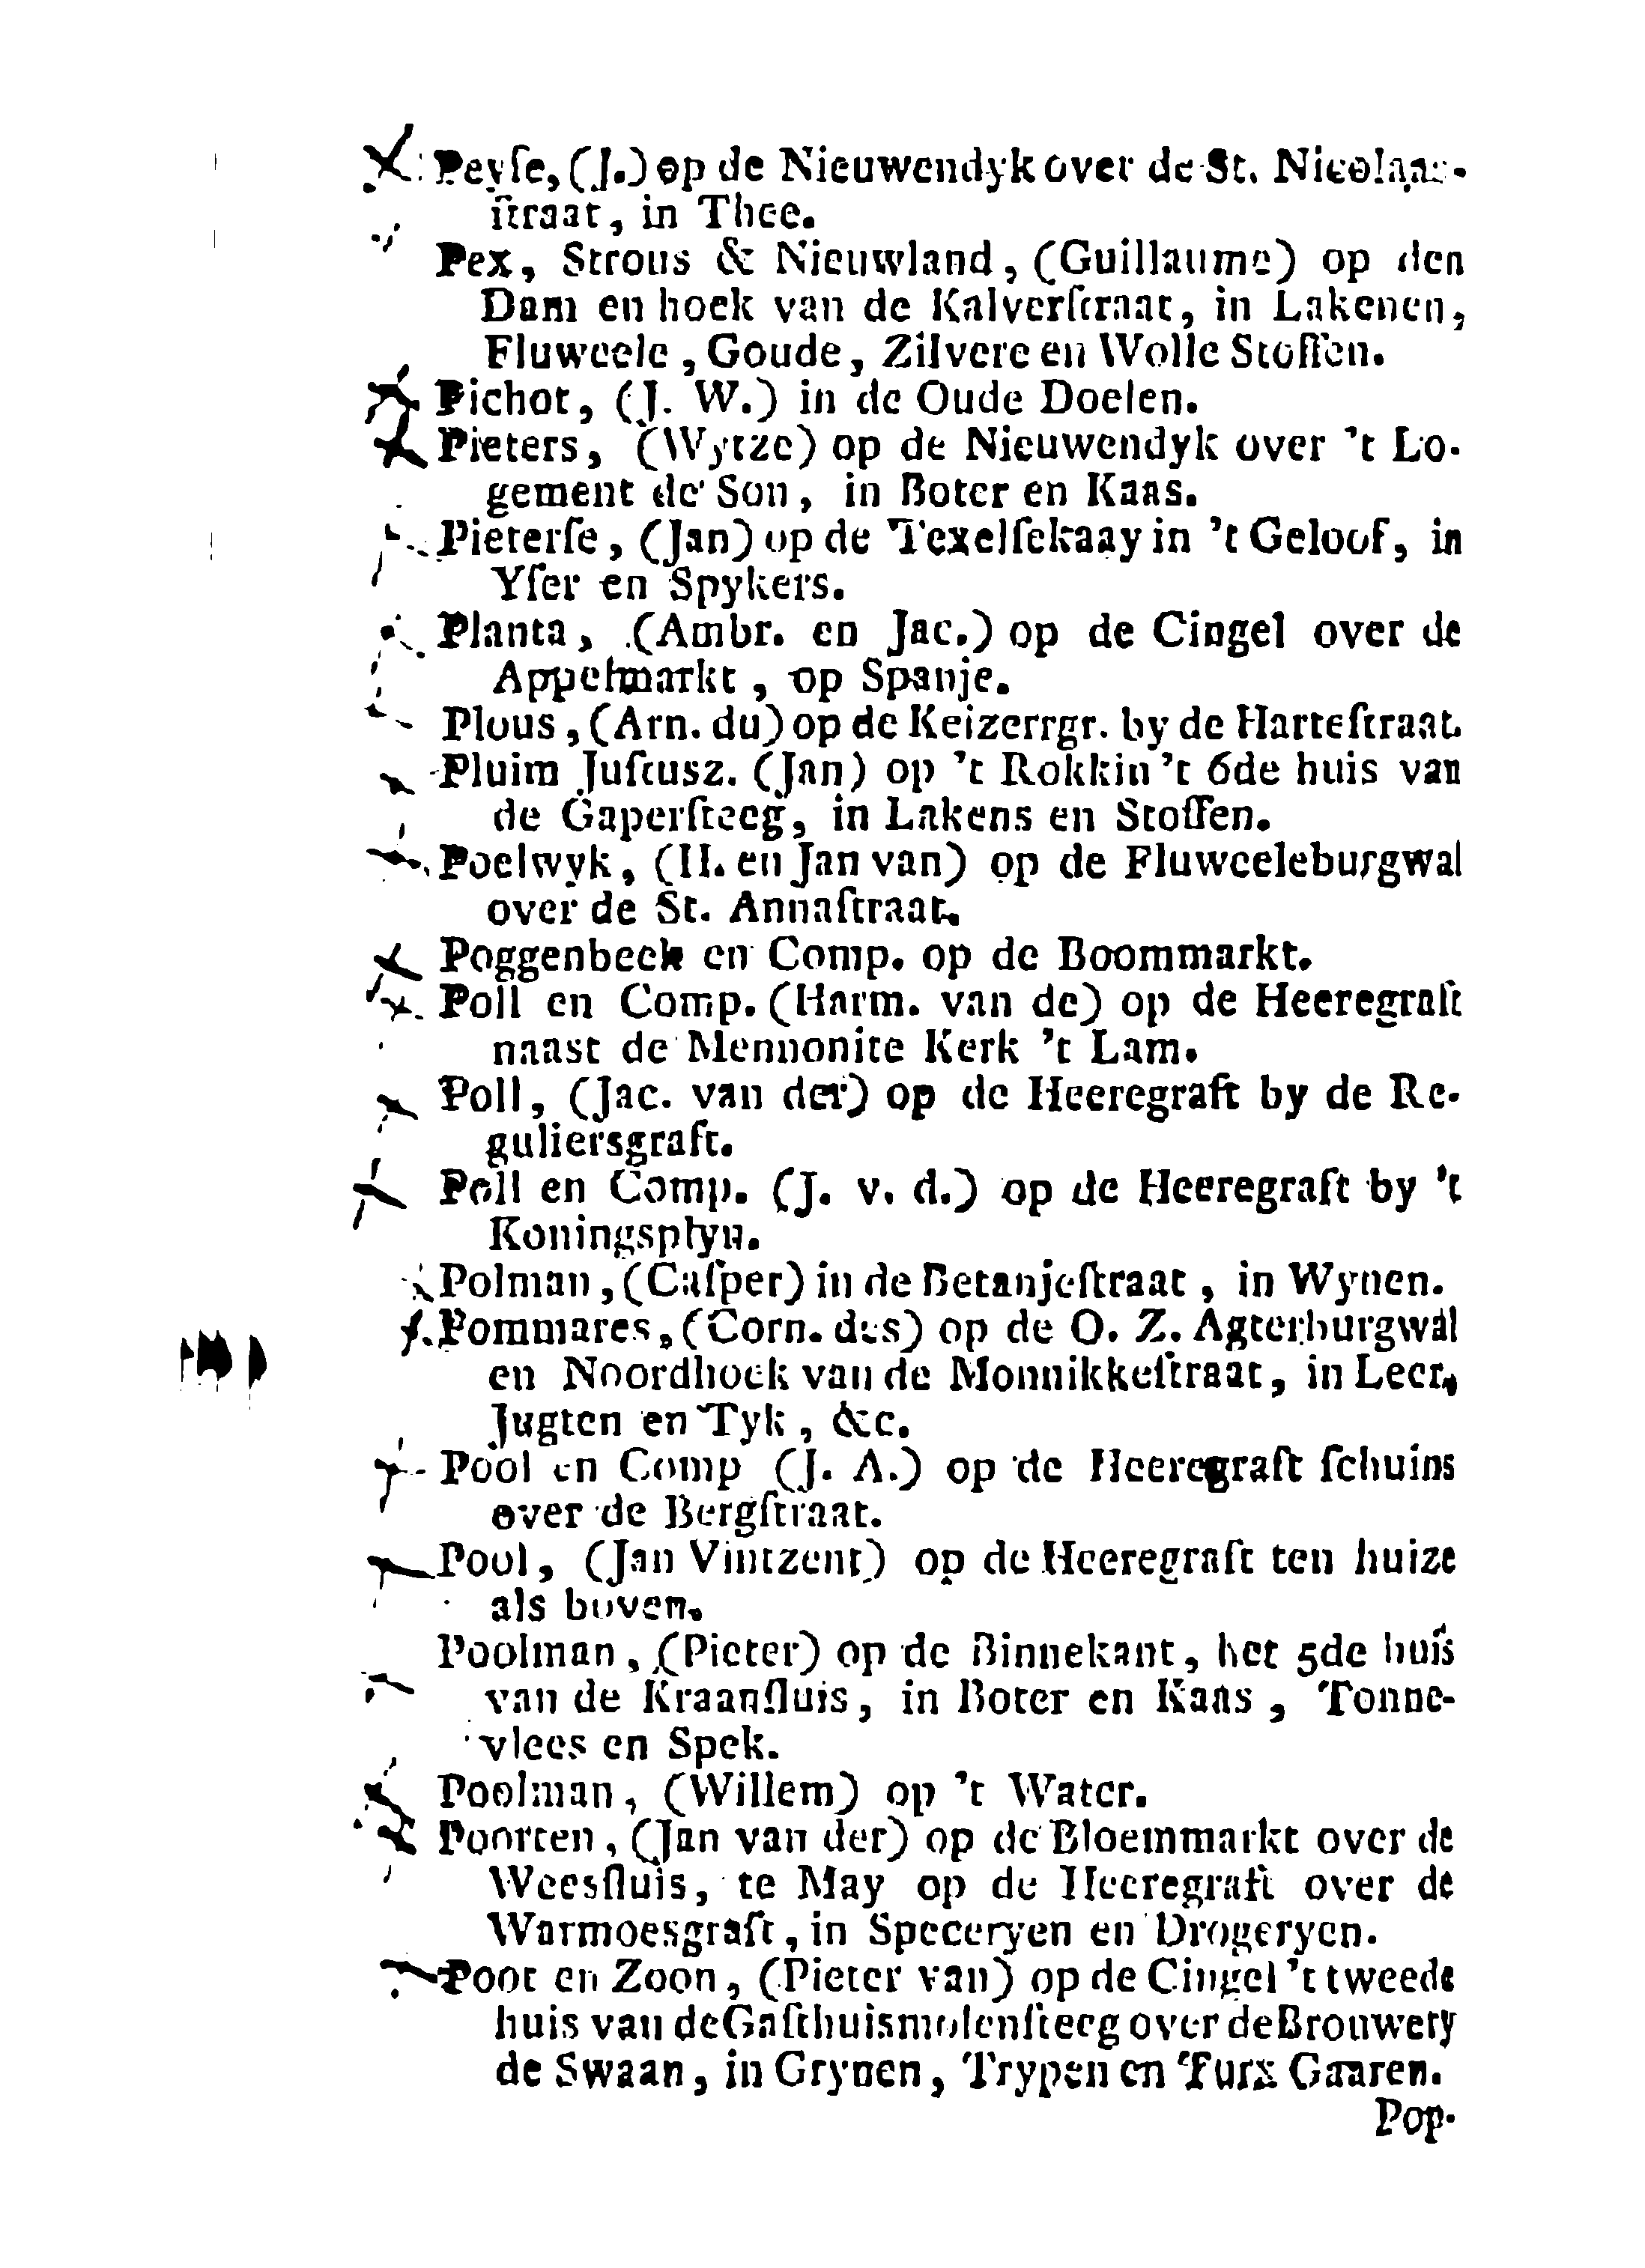 Peyſe, (J.) op de Nieuwendyk over de St. Nicolaas-
ſtraat, in Thee.
Pex, Strous & Nieuwland, (Guillaume) op den
Dam en hoek van de Kalverſtraat, in Lakenen,
Fluweele, Goude, Zilvere en Wolle Stoffen.
Pichot, (J. W.) in de Oude Doelen.
Pieters, (Wytze) op de Nieuwendyk over 't Lo-
gement de Son, in Boter en Kaas.
Pieterſe, (Jan) op de Texelſekaay in 't Geloof, in
Yſer en Spykers.
Planta, (Ambr. en Jac.) op de Cingel over de
Appelmarkt, op Spanje.
Plous, (Arn. du) op de Keizerrgr. by de Harteſtraat.
Pluim Juſtusz. (Jan) op 't Rokkin 't 6de huis van
de Gaperſteeg, in Lakens en Stoffen.
Poelwyk, (H. en Jan van) op de Fluweeleburgwal
over de St. Annaſtraat.
Poggenbeek en Comp. op de Boommarkt.
Poll en Comp. (Harm. van de) op de Heeregraft
naast de Mennonite Kerk 't Lam.
Poll, (Jac. van der) op de Heeregraft by de Re-
guliersgraft.
Poll en Comp. (J. v. d.) op de Heeregraft by 't
Koningsplyn.
Polman, (Caſper) in de Betanjeſtraat, in Wynen.
Pommares, (Corn. des) op de O. Z. Agterburgwal
en Noordhoek van de Monnikkeſtraat, in Leer,
Jugten en Tyk, &c.
Pool en Comp (J. A.) op de Heeregraft ſchuins
over de Bergſtraat.
Pool, (Jan Vintzent) op de Heeregraft ten huize
als boven.
Poolman, (Pieter) op de Binnekant, het 5de huis
van de Kraanſluis, in Boter en Kaas, Tonne-
vlees en Spek.
Poolman, (Willem) op 't Water.
Poorten, (Jan van der) op de Bloemmarkt over de
Weesſluis, te May op de Heeregraft over de
Warmoesgraft, in Speceryen en Drogeryen.
Poot en Zoon, (Pieter van) op de Cingel 't tweede
huis van de Gaſthuismolenſteeg over de Brouwery
de Swaan, in Grynen, Trypen en Turx Gaaren.
Pop-